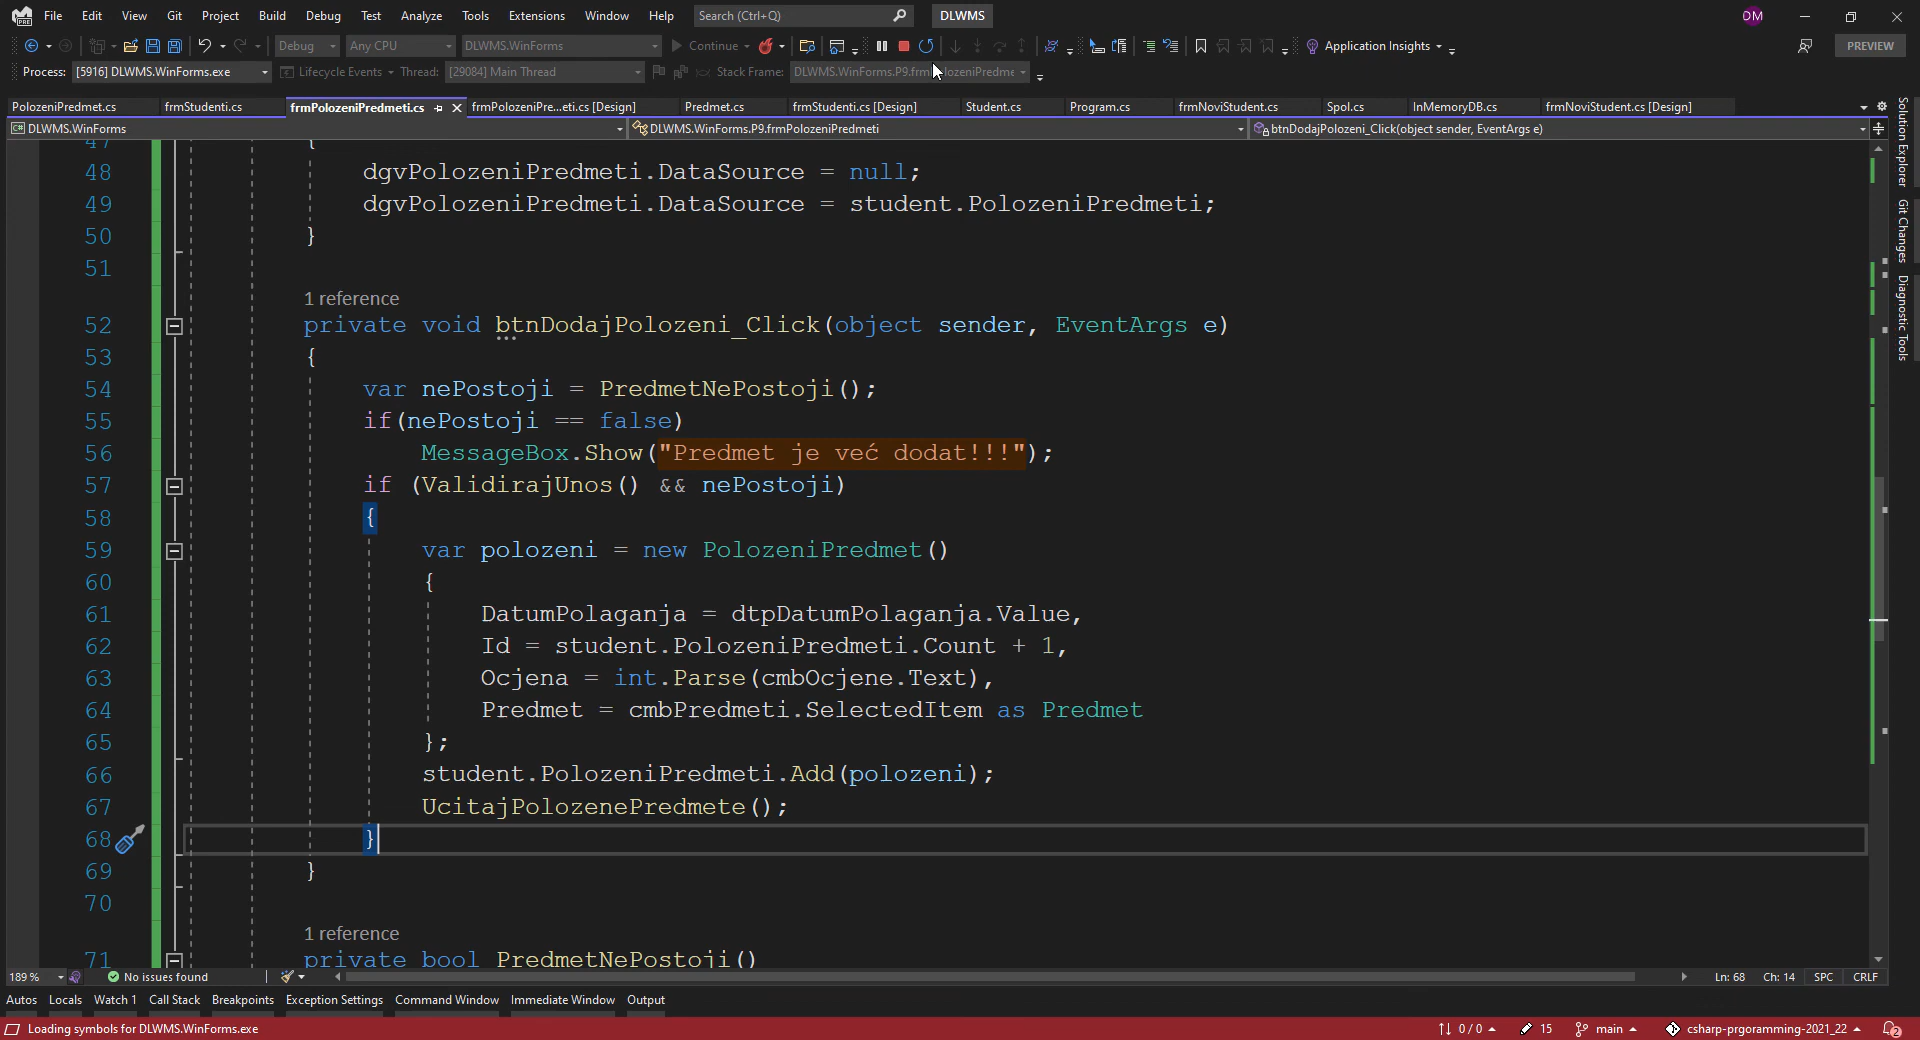 File Edit View Git Project Build Debug Test Analyze Tools Extensions Window Help Search (Ctrl+Q) DLWMS DM
Debug Any CPU DLWMS.WinForms Continue Application Insights PREVIEW
Process: [5916] DLWMS.WinForms.exe Lifecycle Events Thread: [29084] Main Thread Stack Frame:
PolozeniPredmet.cs frmStudenti.cs frmPolozeniPredmeti.cs frmPolozeniPre...eti.cs [Design] Predmet.cs frmStudenti.cs [Design] Student.cs Program.cs frmNoviStudent.cs Spol.cs InMemoryDB.cs frmNoviStudent.cs [Design]
DLWMS.WinForms DLWMS.WinForms.P9.frmPolozeniPredmeti btnDodajPolozeni_Click(object sender, EventArgs e)
47 {
48 dgvPolozeniPredmeti.DataSource = null;
49 dgvPolozeniPredmeti.DataSource = student.PolozeniPredmeti;
50 }
51
1 reference
52 private void btnDodajPolozeni_Click(object sender, EventArgs e)
53 {
54 var nePostoji = PredmetNePostoji();
55 if(nePostoji == false)
56 MessageBox.Show("Predmet je već dodat!!!");
57 if (ValidirajUnos() && nePostoji)
58 {
59 var polozeni = new PolozeniPredmet()
60 {
61 DatumPolaganja = dtpDatumPolaganja.Value,
62 Id = student.PolozeniPredmeti.Count + 1,
63 Ocjena = int.Parse(cmbOcjene.Text),
64 Predmet = cmbPredmeti.SelectedItem as Predmet
65 };
66 student.PolozeniPredmeti.Add(polozeni);
67 UcitajPolozenePredmete();
68 }
69 }
70
1 reference
71 private bool PredmetNePostoji()
Solution Explorer
Git Changes
Diagnostic Tools
189 % No issues found Ln: 68 Ch: 14 SPC CRLF
Autos Locals Watch 1 Call Stack Breakpoints Exception Settings Command Window Immediate Window Output
Loading symbols for DLWMS.WinForms.exe 0 / 0 15 main csharp-prgoramming-2021_22 2